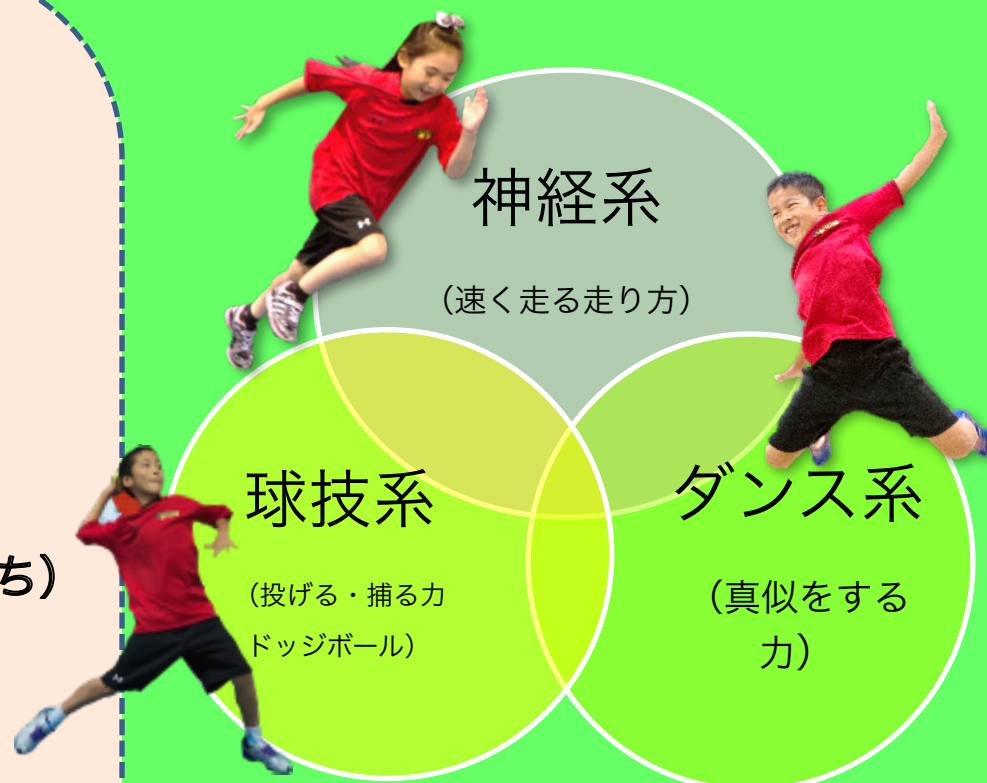 神経系
（速く走る走り方）
球技系
（投げる・捕る力
ドッジボール）
ダンス系
（真似をする
力）
ち）